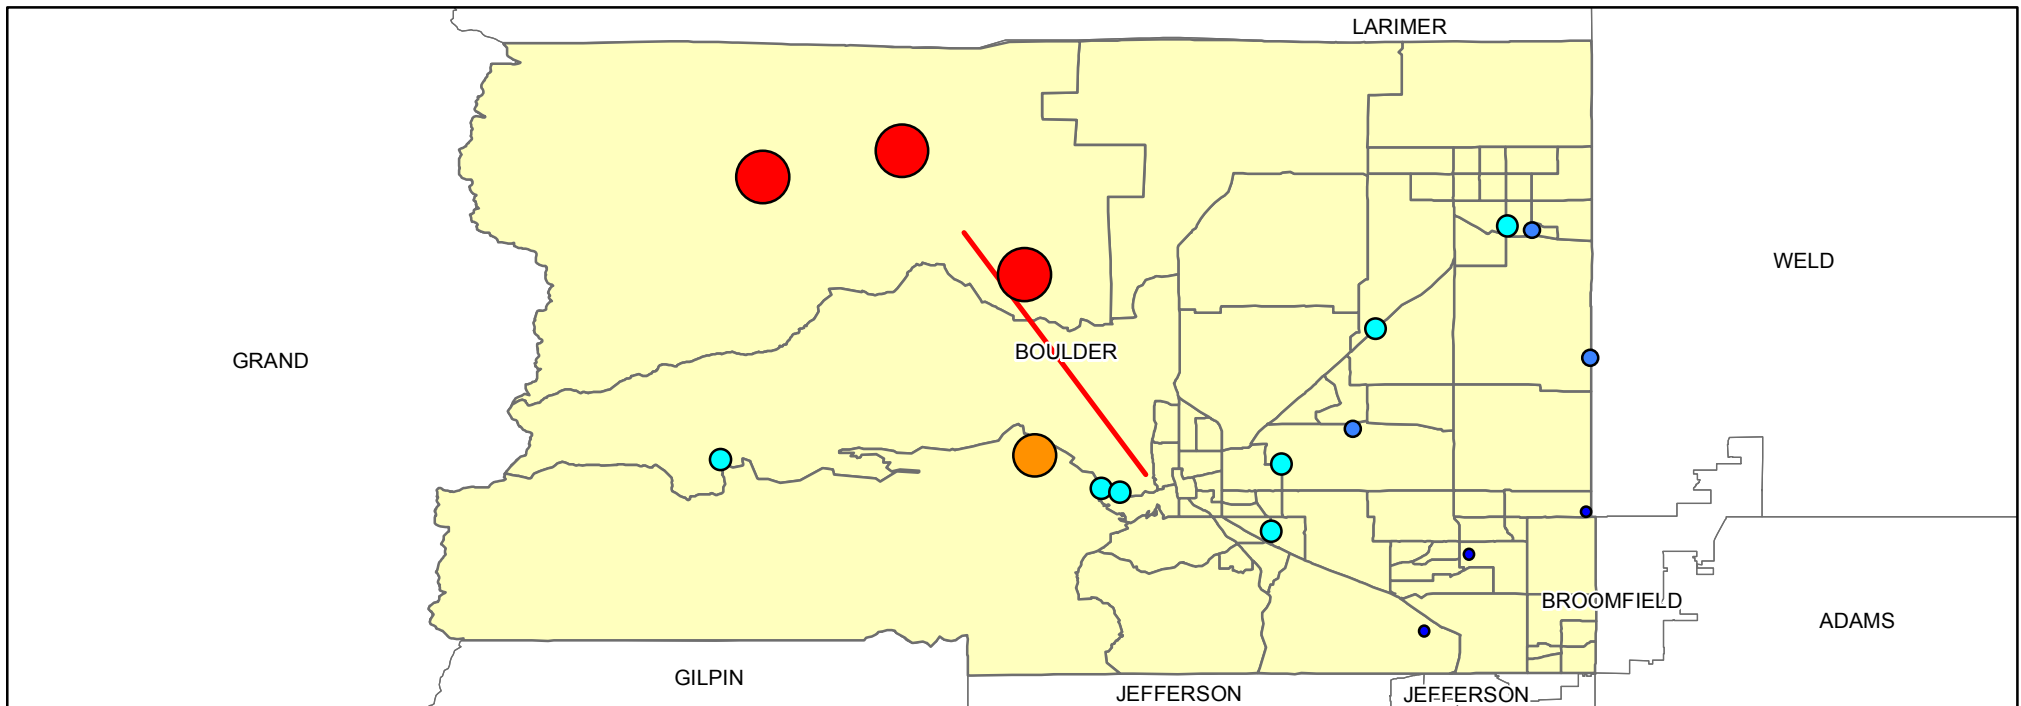 LARIMER
WELD
BOULDER
GRAND
BROOMFIELD
ADAMS
GILPIN
JEFFERSON
JEFFERSON